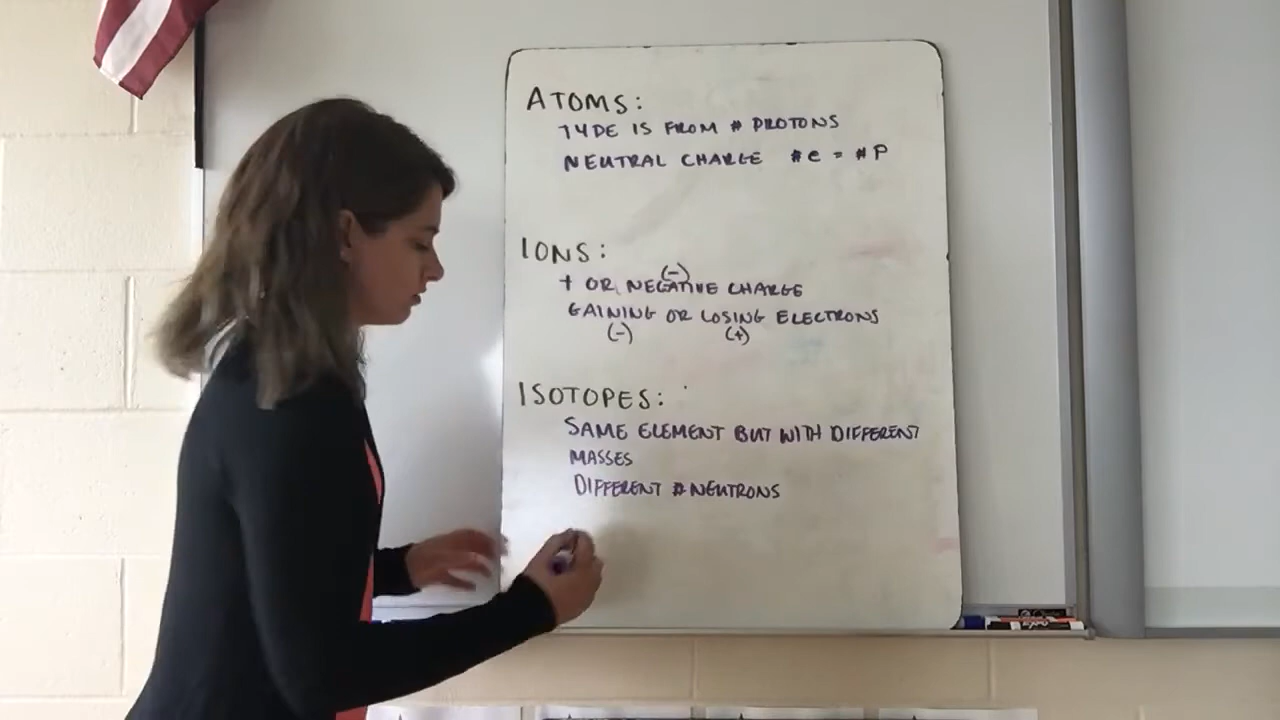 ATOMS:
TYPE IS FROM # PROTONS
NEUTRAL CHARGE #e = #P
IONS:
(-)
+ OR NEGATIVE CHARGE
GAINING OR LOSING ELECTRONS
(-) (+)
ISOTOPES:
SAME ELEMENT BUT WITH DIFFERENT
MASSES
DIFFERENT # NEUTRONS